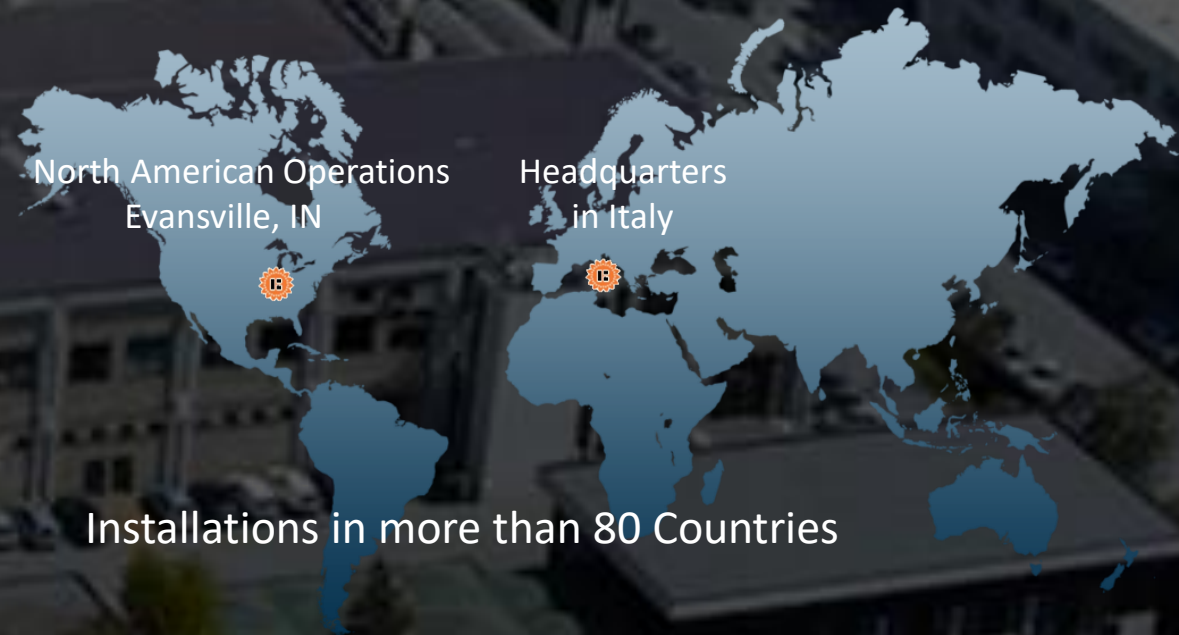 North American Operations
Evansville, IN
Headquarters
in Italy
Installations in more than 80 Countries